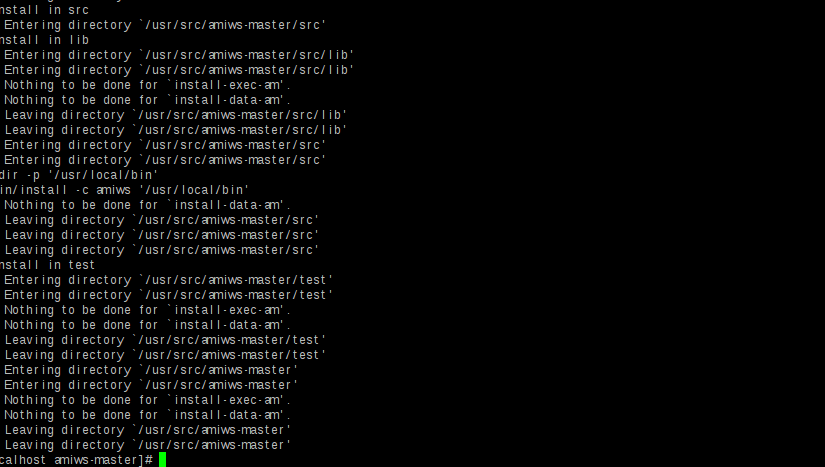 nstall in src
Entering directory `/usr/src/amiws-master/src'
nstall in lib
Entering directory `/usr/src/amiws-master/src/lib'
Entering directory `/usr/src/amiws-master/src/lib'
Nothing to be done for `install-exec-am'.
Nothing to be done for `install-data-am'.
Leaving directory `/usr/src/amiws-master/src/lib'
Leaving directory `/usr/src/amiws-master/src/lib'
Entering directory `/usr/src/amiws-master/src'
Entering directory `/usr/src/amiws-master/src'
dir -p '/usr/local/bin'
in/install -c amiws '/usr/local/bin'
Nothing to be done for `install-data-am'.
Leaving directory `/usr/src/amiws-master/src'
Leaving directory `/usr/src/amiws-master/src'
Leaving directory `/usr/src/amiws-master/src'
nstall in test
Entering directory `/usr/src/amiws-master/test'
Entering directory `/usr/src/amiws-master/test'
Nothing to be done for `install-exec-am'.
Nothing to be done for `install-data-am'.
Leaving directory `/usr/src/amiws-master/test'
Leaving directory `/usr/src/amiws-master/test'
Entering directory `/usr/src/amiws-master'
Entering directory `/usr/src/amiws-master'
Nothing to be done for `install-exec-am'.
Nothing to be done for `install-data-am'.
Leaving directory `/usr/src/amiws-master'
Leaving directory `/usr/src/amiws-master'
calhost amiws-master]#